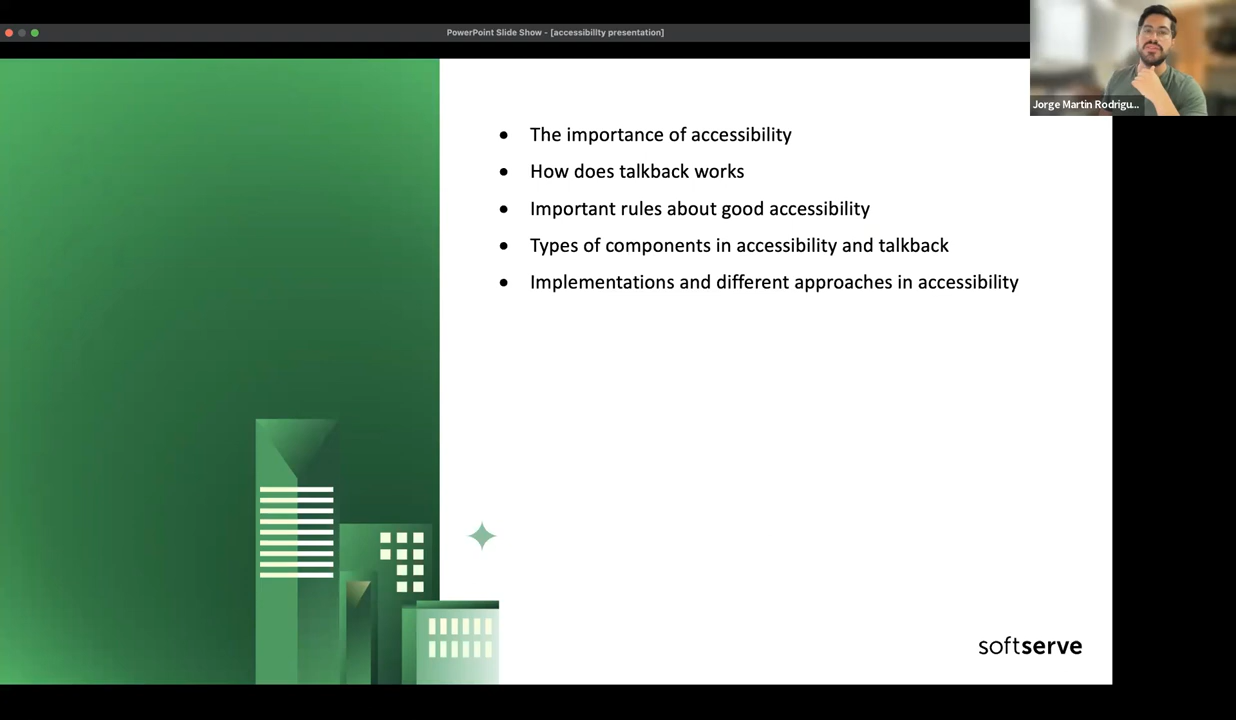 PowerPoint Slide Show - [accessibility presentation]
Jorge Martin Rodrigu...
• The importance of accessibility
• How does talkback works
• Important rules about good accessibility
• Types of components in accessibility and talkback
• Implementations and different approaches in accessibility
softserve